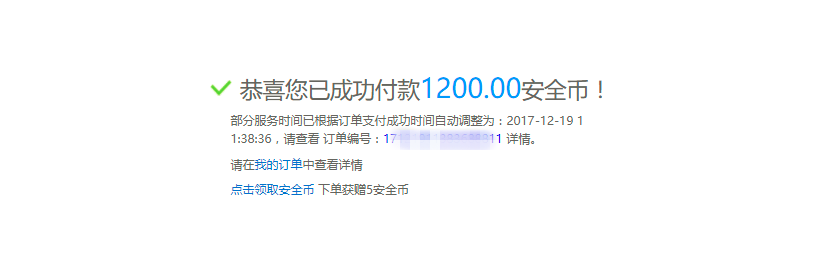 恭喜您已成功付款1200.00安全币！
部分服务时间已根据订单支付成功时间自动调整为：2017-12-19 1
1:38:36，请查看 订单编号：17 11 详情。
请在我的订单中查看详情
点击领取安全币 下单获赠5安全币